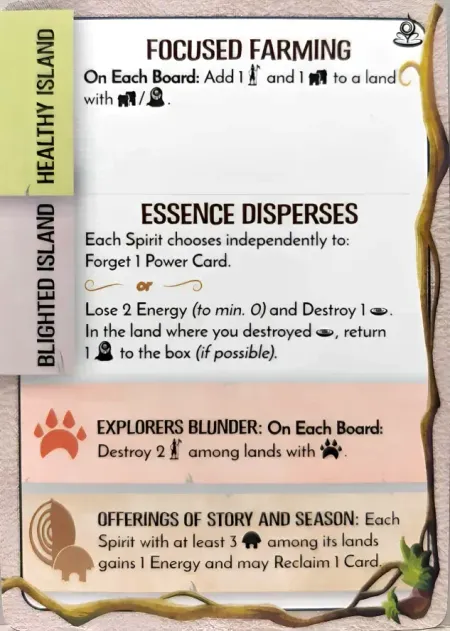 HEALTHY ISLAND
FOCUSED FARMING
On Each Board: Add 1 and 1 to a land
with / .
BLIGHTED ISLAND
ESSENCE DISPERSES
Each Spirit chooses independently to:
Forget 1 Power Card.
or
Lose 2 Energy (to min. 0) and Destroy 1 .
In the land where you destroyed , return
1 to the box (if possible).
EXPLORERS BLUNDER: On Each Board:
Destroy 2 among lands with .
OFFERINGS OF STORY AND SEASON: Each
Spirit with at least 3 among its lands
gains 1 Energy and may Reclaim 1 Card.